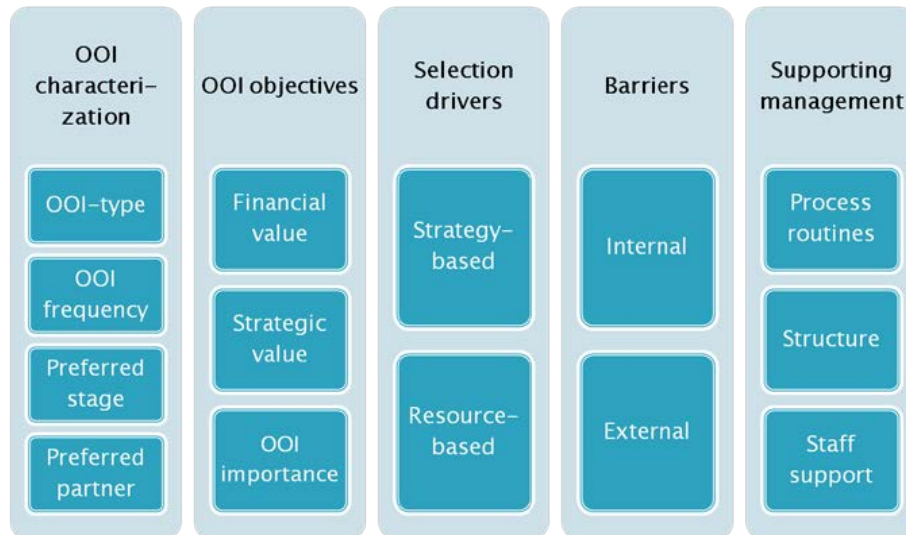 OOI
characteri-
zation
OOI-type
OOI
frequency
Preferred
stage
Preferred
partner
OOI objectives
Financial
value
Strategic
value
OOI
importance
Selection
drivers
Strategy-
based
Resource-
based
Barriers
Internal
External
Supporting
management
Process
routines
Structure
Staff
support